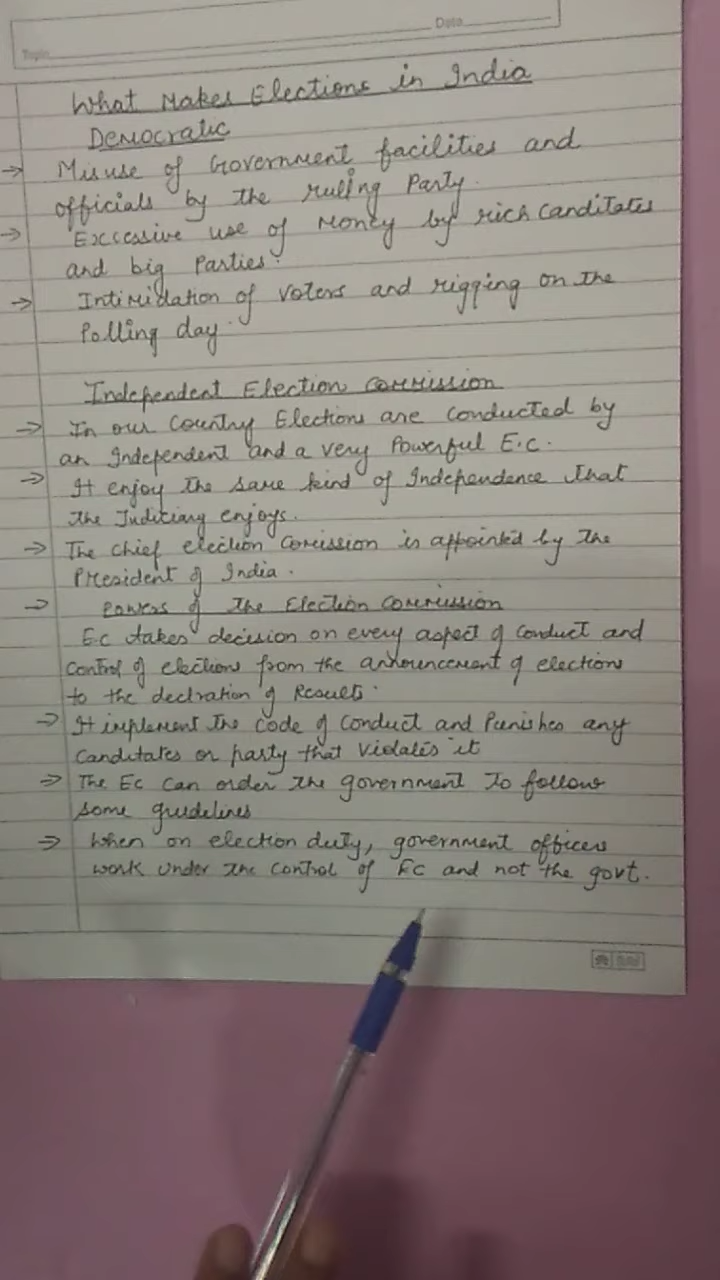 Date
Topic
What Makes Elections in India
Democratic
→ Misuse of Government facilities and
officials by the ruling Party.
→ Excessive use of Money by rich Canditates
and big Parties.
→ Intimidation of Voters and rigging on the
Polling day.
Independent Election Commission
→ In our Country Elections are conducted by
an Independent and a very Powerful E.C.
→ It enjoy the same kind of Independence that
the Judiciary enjoys.
→ The chief election Comission is appointed by the
President of India.
→ Powers of the Election Commission
E.c takes decision on every aspect of conduct and
control of elections from the announcement of elections
to the declration of Results.
→ It implement the code of conduct and Punishes any
Canditates or party that violates it
→ The EC can order the government to follow
some guidelines
→ When on election duty, government officers
work under the control of EC and not the govt.